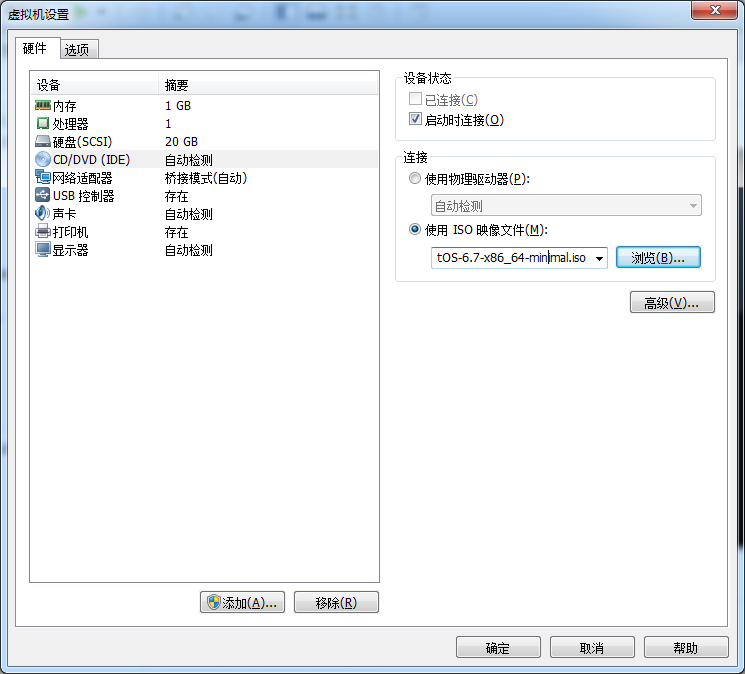 虚拟机设置
硬件 选项
设备 摘要
内存 1 GB
处理器 1
硬盘(SCSI) 20 GB
CD/DVD (IDE) 自动检测
网络适配器 桥接模式(自动)
USB 控制器 存在
声卡 自动检测
打印机 存在
显示器 自动检测
添加(A)... 移除(R)
设备状态
已连接(C)
启动时连接(O)
连接
使用物理驱动器(P):
自动检测
使用 ISO 映像文件(M):
tOS-6.7-x86_64-minimal.iso 浏览(B)...
高级(V)...
确定 取消 帮助